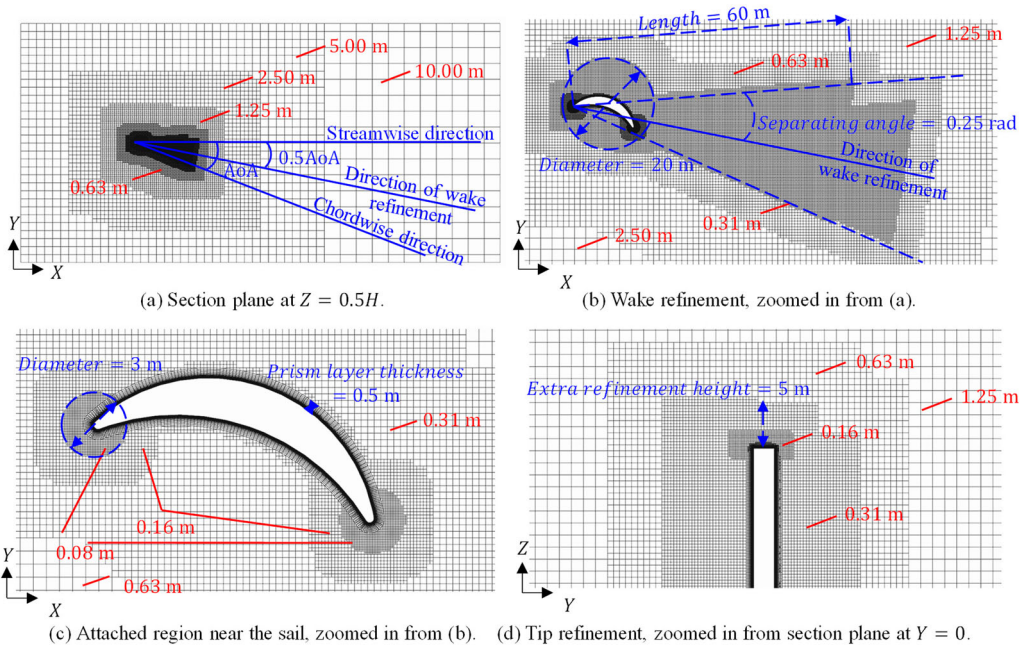 5.00 m
10.00 m
2.50 m
1.25 m
Streamwise direction
0.5AoA
AoA
0.63 m
Direction of wake
refinement
Chordwise direction
Y
X
(a) Section plane at Z = 0.5H.
Length = 60 m
1.25 m
0.63 m
Separating angle = 0.25 rad
Diameter = 20 m
Direction of
wake refinement
0.31 m
2.50 m
Y
X
(b) Wake refinement, zoomed in from (a).
Diameter = 3 m
Prism layer thickness
= 0.5 m
0.31 m
0.16 m
0.08 m
0.63 m
Y
X
(c) Attached region near the sail, zoomed in from (b).
0.63 m
Extra refinement height = 5 m
1.25 m
0.16 m
0.31 m
Z
Y
(d) Tip refinement, zoomed in from section plane at Y = 0.